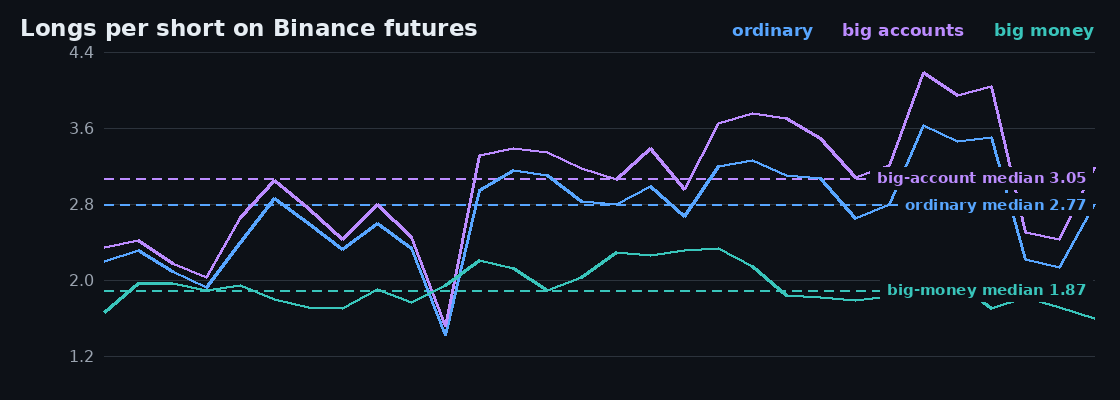 Longs per short on Binance futures
ordinary big accounts big money
4.4
3.6
big-account median 3.05
2.8
ordinary median 2.77
2.0
big-money median 1.87
1.2